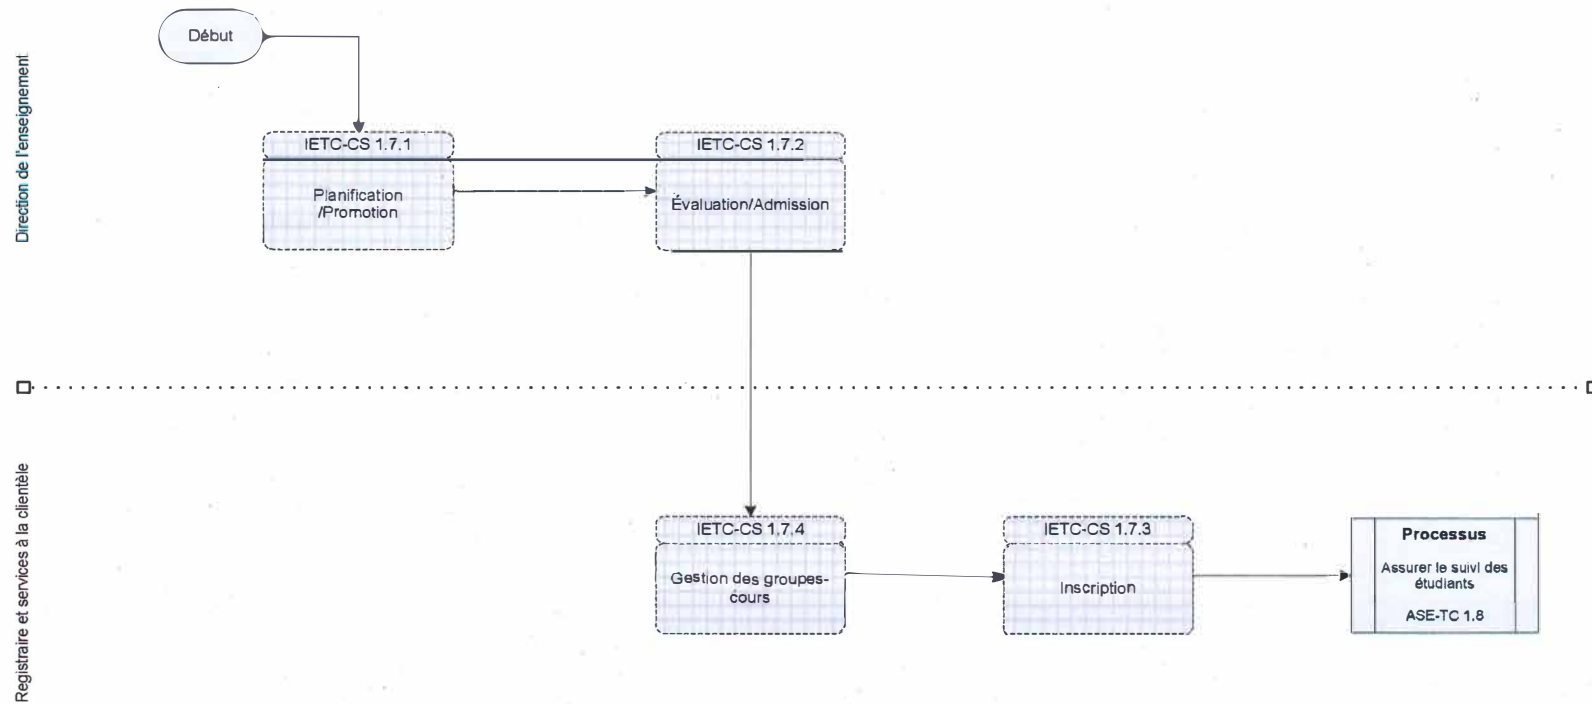 Direction de l'enseignement
Début
IETC-CS 1.7.1
Planification
/Promotion
IETC-CS 1.7.2
Évaluation/Admission
Registraire et services à la clientèle
IETC-CS 1.7.4
Gestion des groupes-
cours
IETC-CS 1.7.3
Inscription
Processus
Assurer le suivi des
étudiants
ASE-TC 1.8